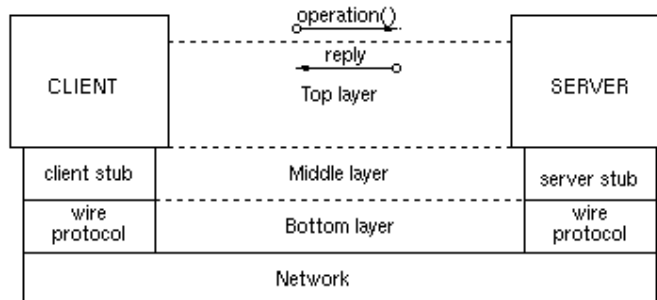 operation()
reply
CLIENT
Top layer
SERVER
client stub
Middle layer
server stub
wire
protocol
Bottom layer
wire
protocol
Network